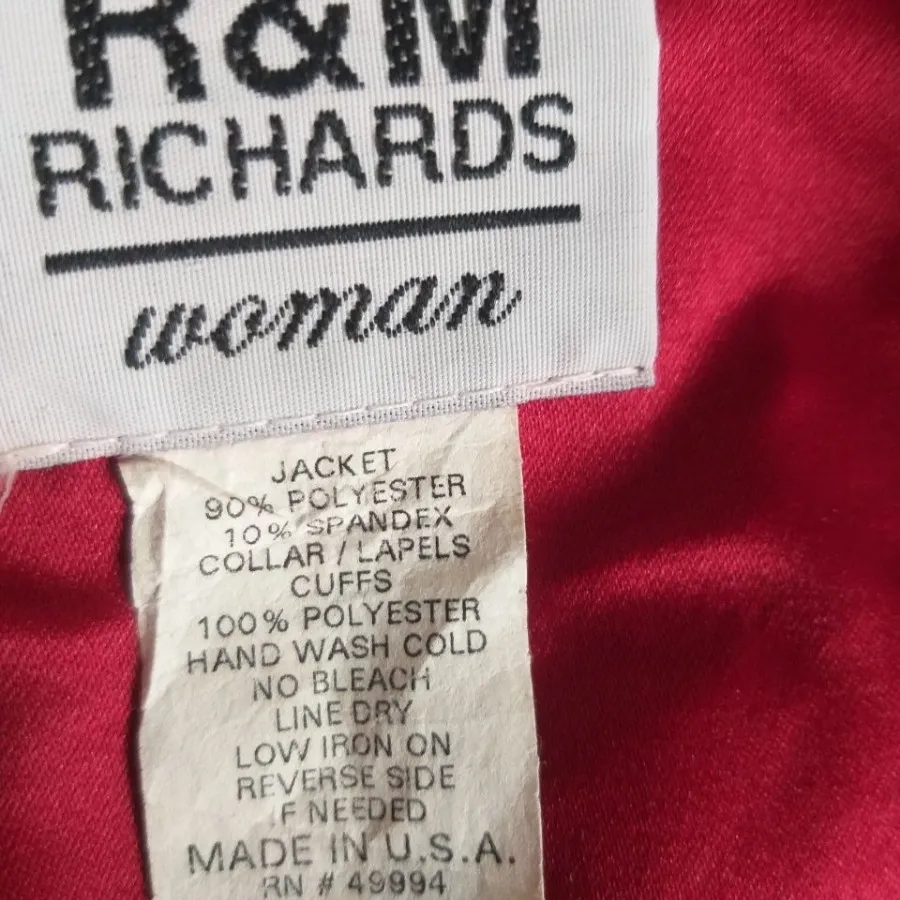 R&M
RICHARDS
woman
JACKET
90% POLYESTER
10% SPANDEX
COLLAR / LAPELS
CUFFS
100% POLYESTER
HAND WASH COLD
NO BLEACH
LINE DRY
LOW IRON ON
REVERSE SIDE
IF NEEDED
MADE IN U.S.A.
RN # 49994